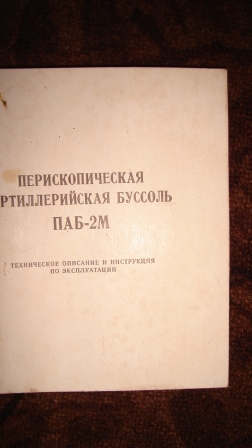 ПЕРИСКОПИЧЕСКАЯ
РТИЛЛЕРИЙСКАЯ БУССОЛЬ
ПАБ-2М
ТЕХНИЧЕСКОЕ ОПИСАНИЕ И ИНСТРУКЦИЯ
ПО ЭКСПЛУАТАЦИИ